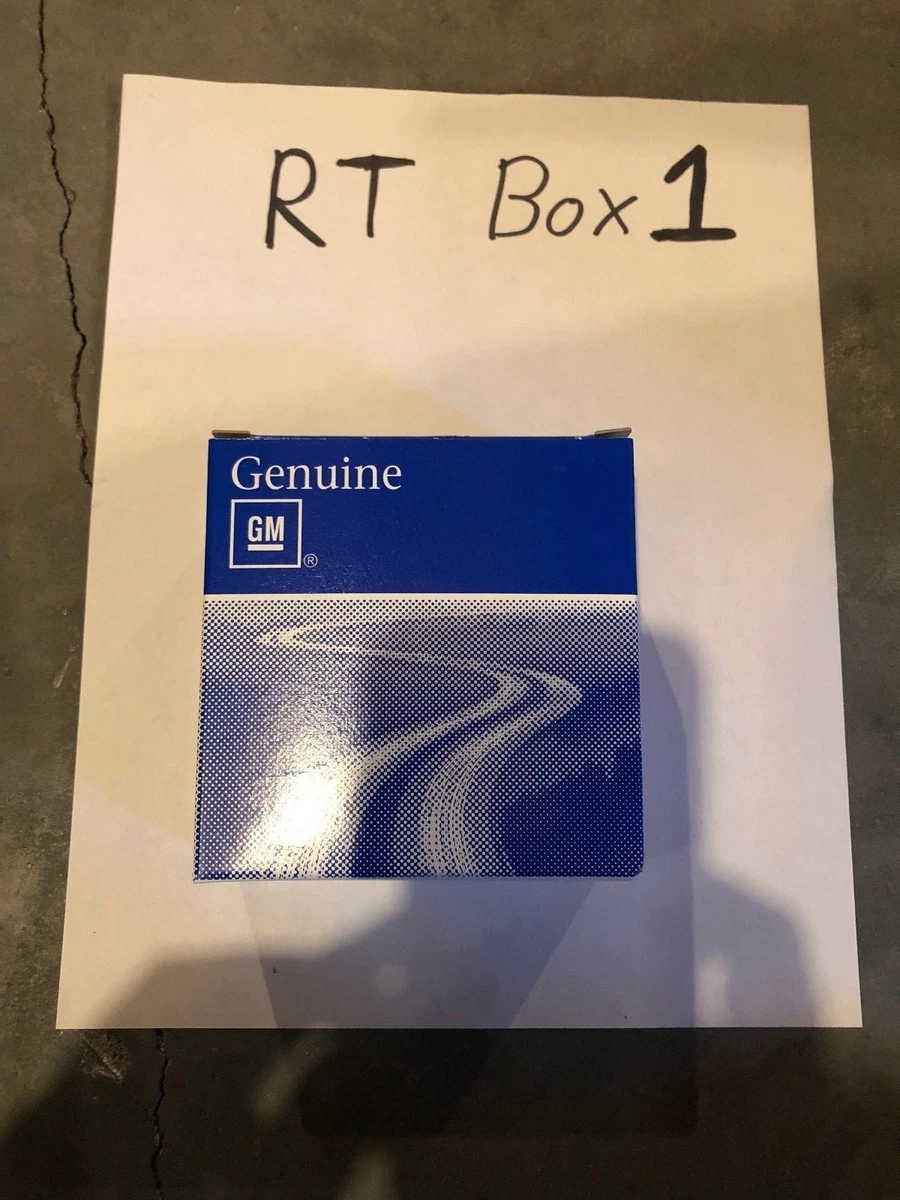 RT Box 1
Genuine
GM
®